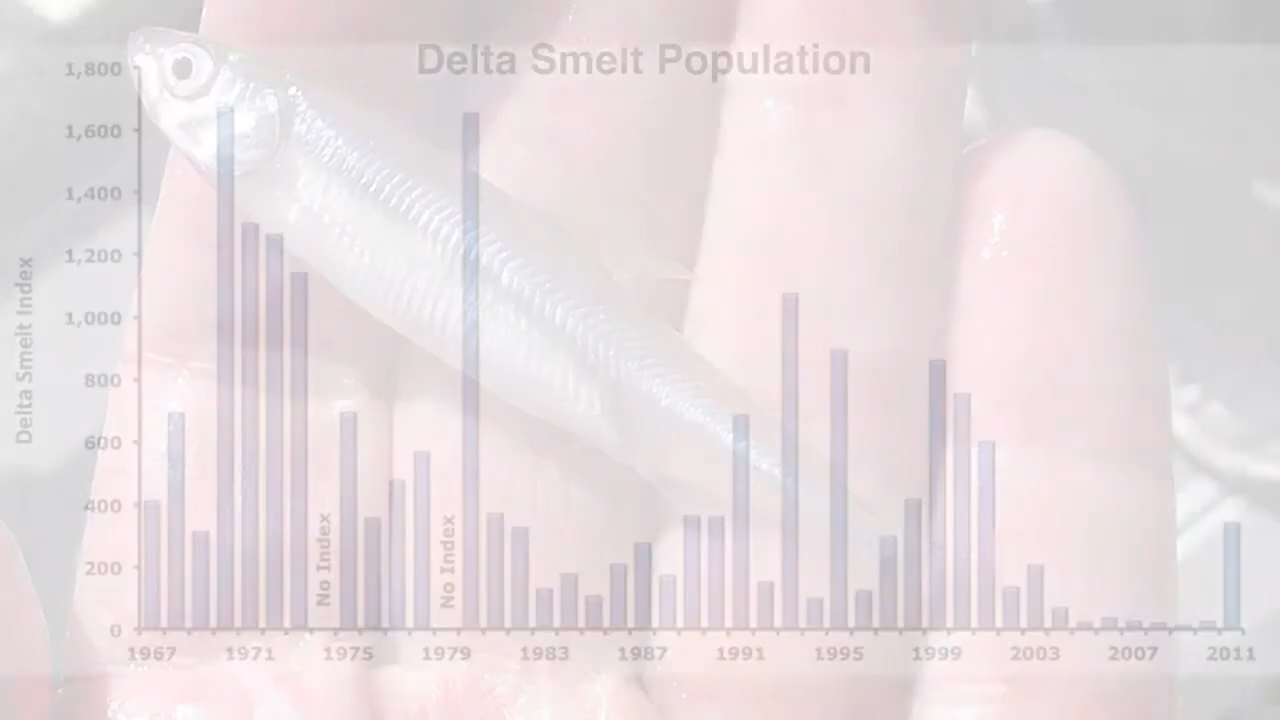 Delta Smelt Population
Delta Smelt Index
1,800
1,600
1,400
1,200
1,000
800
600
400
200
0
No Index
No Index
1967 1971 1975 1979 1983 1987 1991 1995 1999 2003 2007 2011